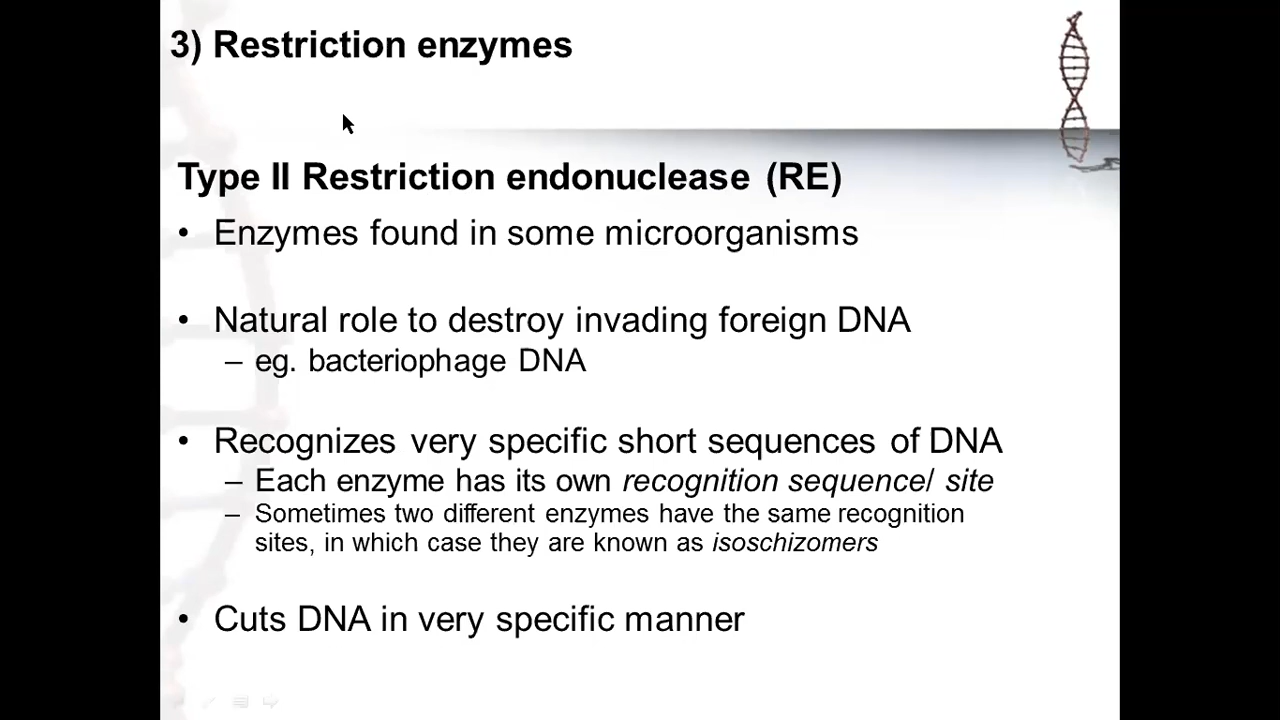 3) Restriction enzymes
Type II Restriction endonuclease (RE)
• Enzymes found in some microorganisms
• Natural role to destroy invading foreign DNA
– eg. bacteriophage DNA
• Recognizes very specific short sequences of DNA
– Each enzyme has its own recognition sequence/ site
– Sometimes two different enzymes have the same recognition
sites, in which case they are known as isoschizomers
• Cuts DNA in very specific manner